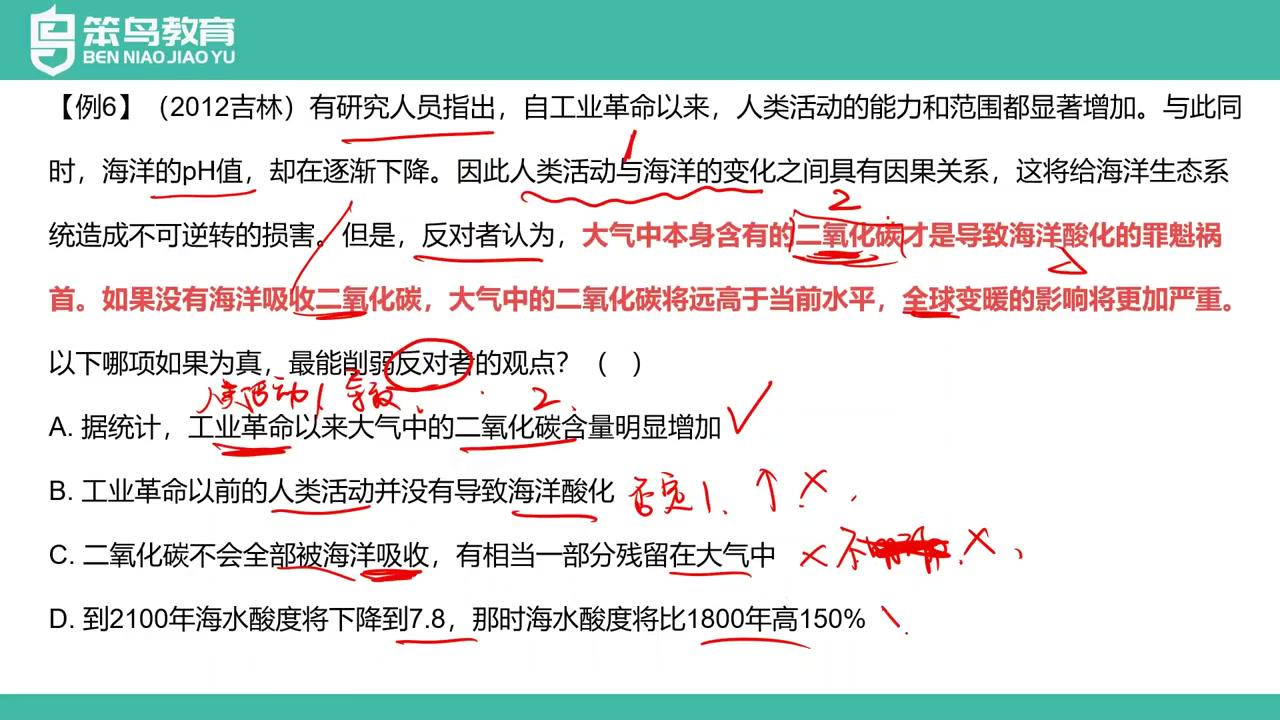 笨鸟教育
BEN NIAO JIAO YU
【例6】（2012吉林）有研究人员指出，自工业革命以来，人类活动的能力和范围都显著增加。与此同
1
时，海洋的pH值，却在逐渐下降。因此人类活动与海洋的变化之间具有因果关系，这将给海洋生态系
2
统造成不可逆转的损害。但是，反对者认为，大气中本身含有的二氧化碳才是导致海洋酸化的罪魁祸
首。如果没有海洋吸收二氧化碳，大气中的二氧化碳将远高于当前水平，全球变暖的影响将更加严重。
以下哪项如果为真，最能削弱反对者的观点？（ ）
人类活动1 导致 2
A. 据统计，工业革命以来大气中的二氧化碳含量明显增加
B. 工业革命以前的人类活动并没有导致海洋酸化 否定1、↑ ×
C. 二氧化碳不会全部被海洋吸收，有相当一部分残留在大气中 × 不 ×
D. 到2100年海水酸度将下降到7.8，那时海水酸度将比1800年高150%